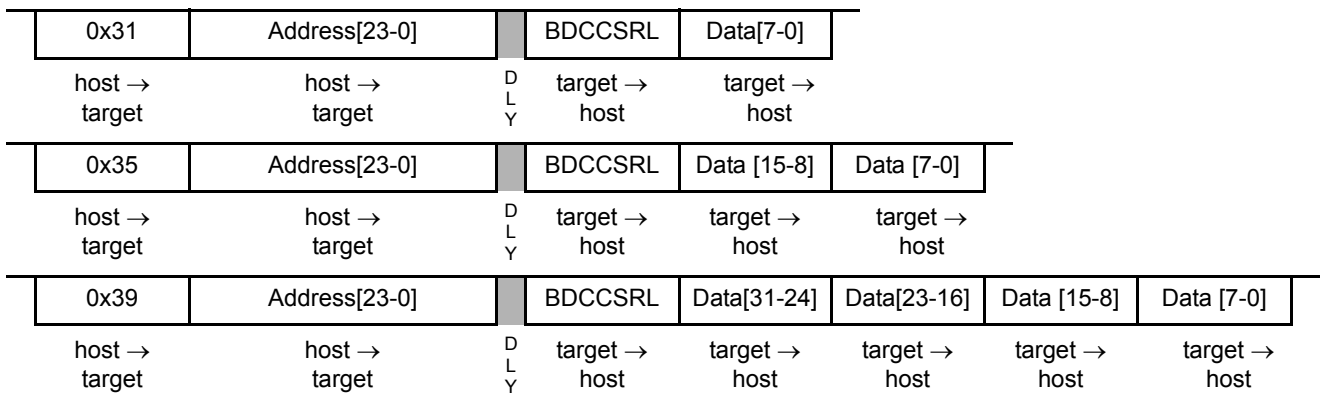 0x31 Address[23-0] BDCCSRL Data[7-0]
host → host → D L Y target → target →
target target host host
0x35 Address[23-0] BDCCSRL Data [15-8] Data [7-0]
host → host → D L Y target → target → target →
target target host host host
0x39 Address[23-0] BDCCSRL Data[31-24] Data[23-16] Data [15-8] Data [7-0]
host → host → D L Y target → target → target → target → target →
target target host host host host host